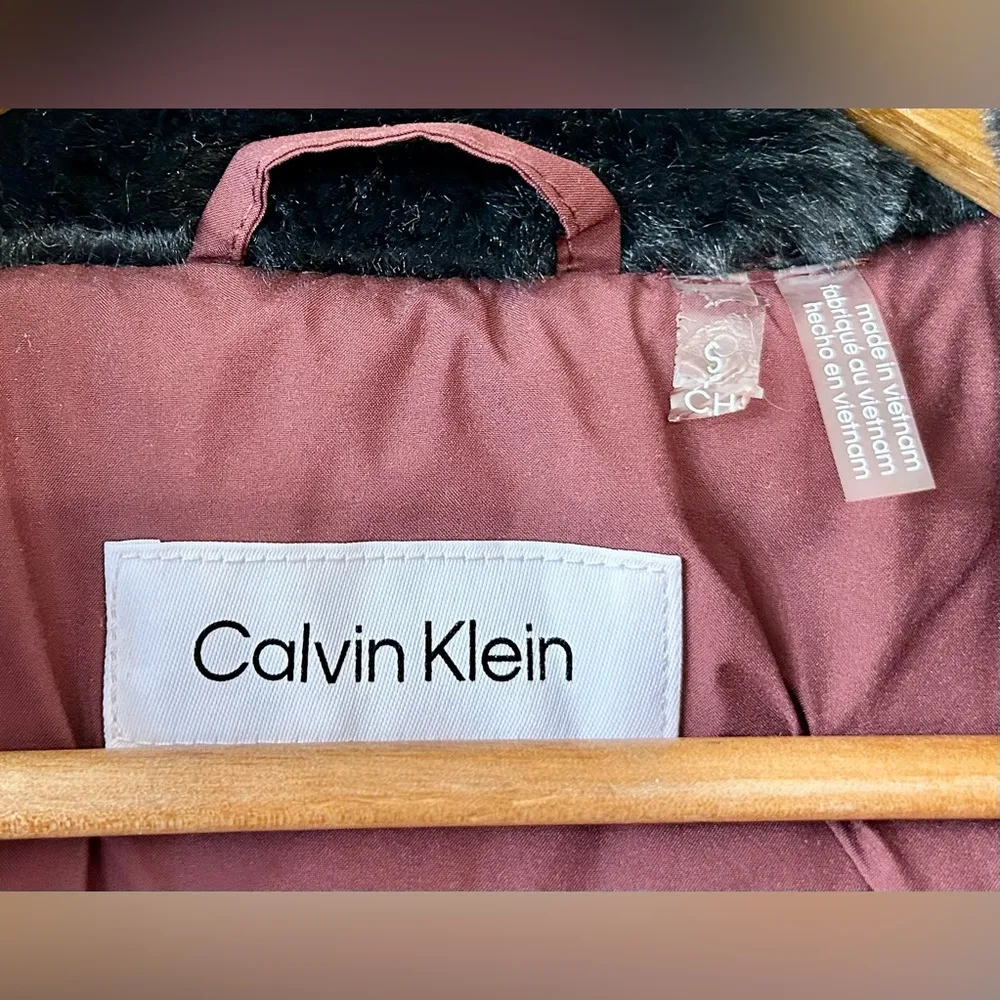 S
CH
made in vietnam
fabriqué au vietnam
hecho en vietnam
Calvin Klein